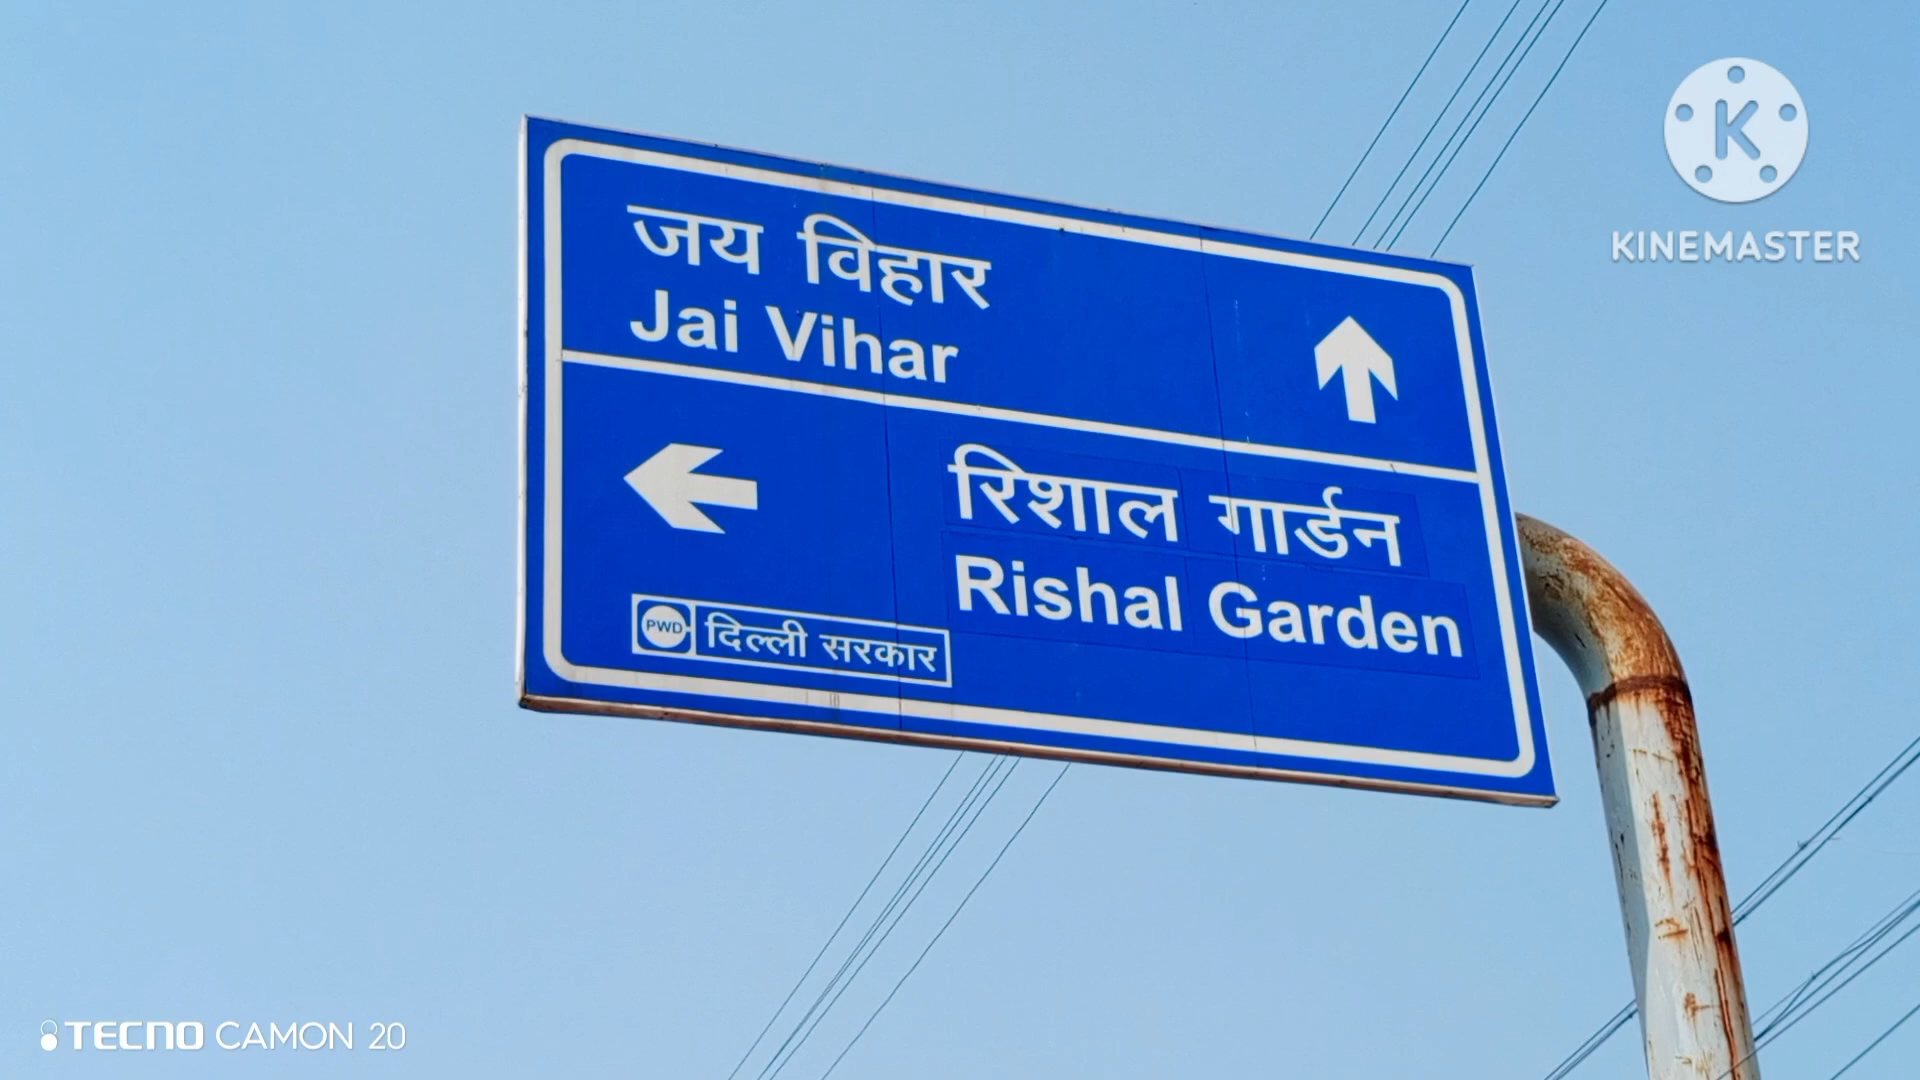 जय विहार
Jai Vihar
रिशाल गार्डन
Rishal Garden
PWD दिल्ली सरकार
K
KINEMASTER
TECNO CAMON 20